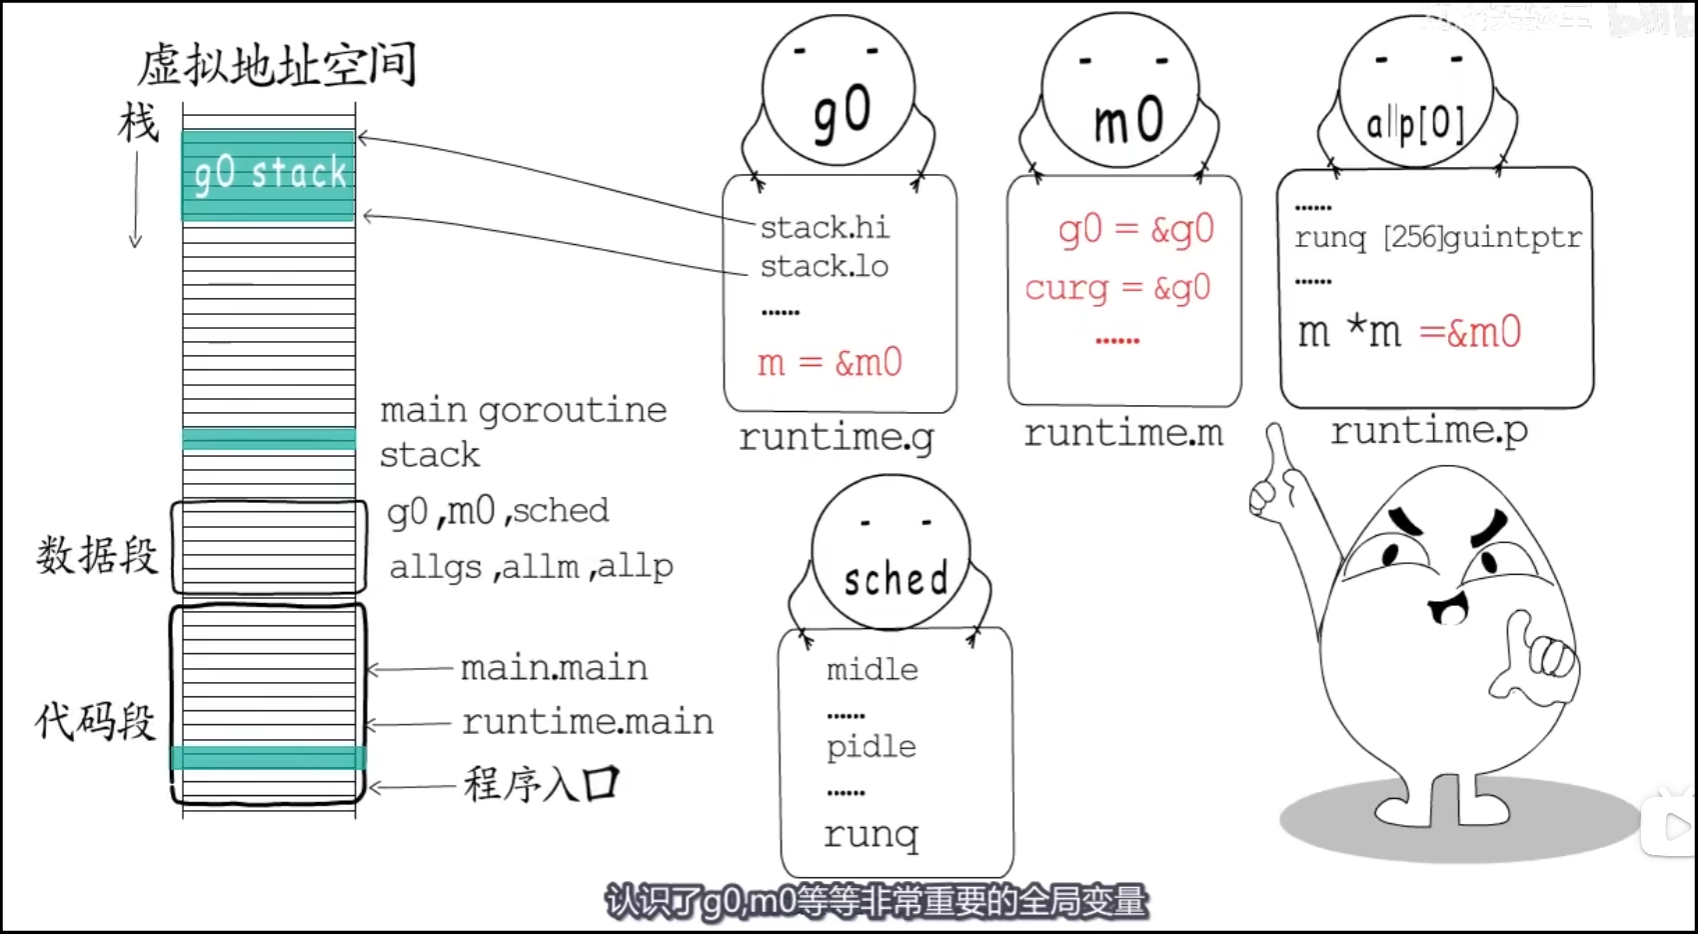 虚拟地址空间
栈
g0 stack
main goroutine
stack
g0 ,m0 ,sched
allgs ,allm ,allp
数据段
代码段
main.main
runtime.main
程序入口
g0
stack.hi
stack.lo
......
m = &m0
runtime.g
m0
g0 = &g0
curg = &g0
......
runtime.m
allp[0]
......
runq [256]guintptr
......
m *m =&m0
runtime.p
sched
midle
......
pidle
......
runq
认识了g0,m0等等非常重要的全局变量